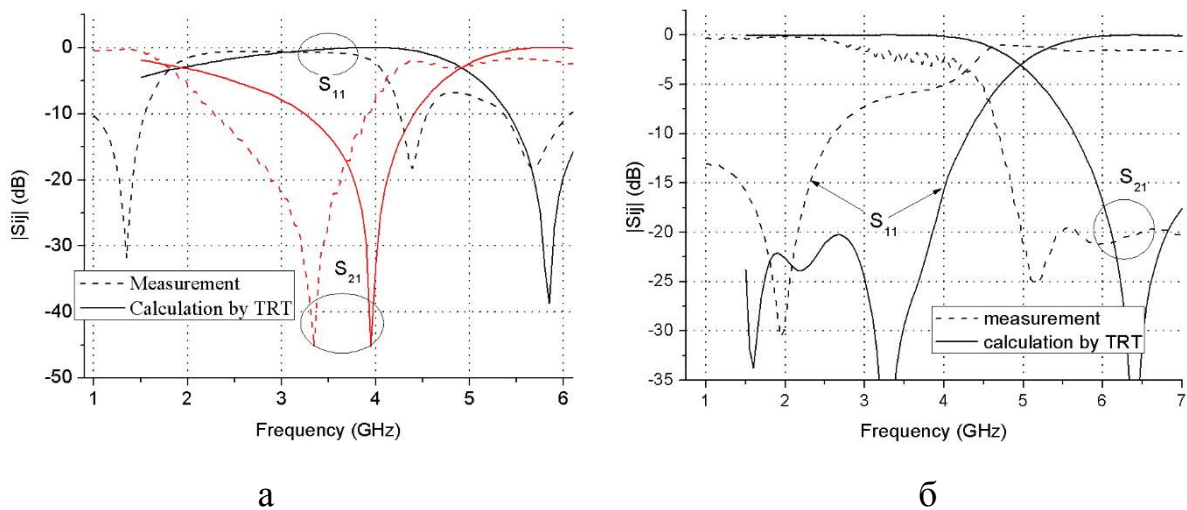 0
-10
-20
-30
-40
-50
|Sij| (dB)
S11
S21
Measurement
Calculation by TRT
1 2 3 4 5 6
Frequency (GHz)
а
0
-5
-10
-15
-20
-25
-30
-35
|Sij| (dB)
S11
S21
measurement
calculation by TRT
1 2 3 4 5 6 7
Frequency (GHz)
б